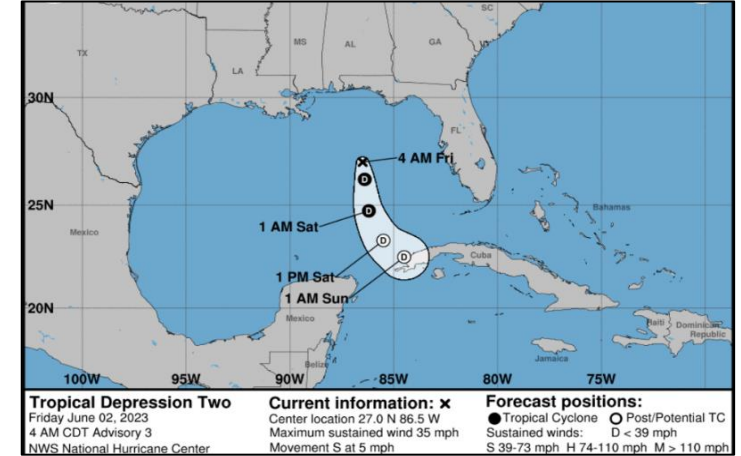 SC
TX
MS
AL
GA
LA
30N
FL
4 AM Fri
25N
Bahamas
1 AM Sat
Mexico
Cuba
1 PM Sat
1 AM Sun
20N
Mexico
Haiti
Dominican
Republic
Jamaica
Belize
100W 95W 90W 85W 80W 75W
D
D
D
D
Tropical Depression Two
Friday June 02, 2023
4 AM CDT Advisory 3
NWS National Hurricane Center
Current information: x
Center location 27.0 N 86.5 W
Maximum sustained wind 35 mph
Movement S at 5 mph
Forecast positions:
Tropical Cyclone Post/Potential TC
Sustained winds: D < 39 mph
S 39-73 mph H 74-110 mph M > 110 mph